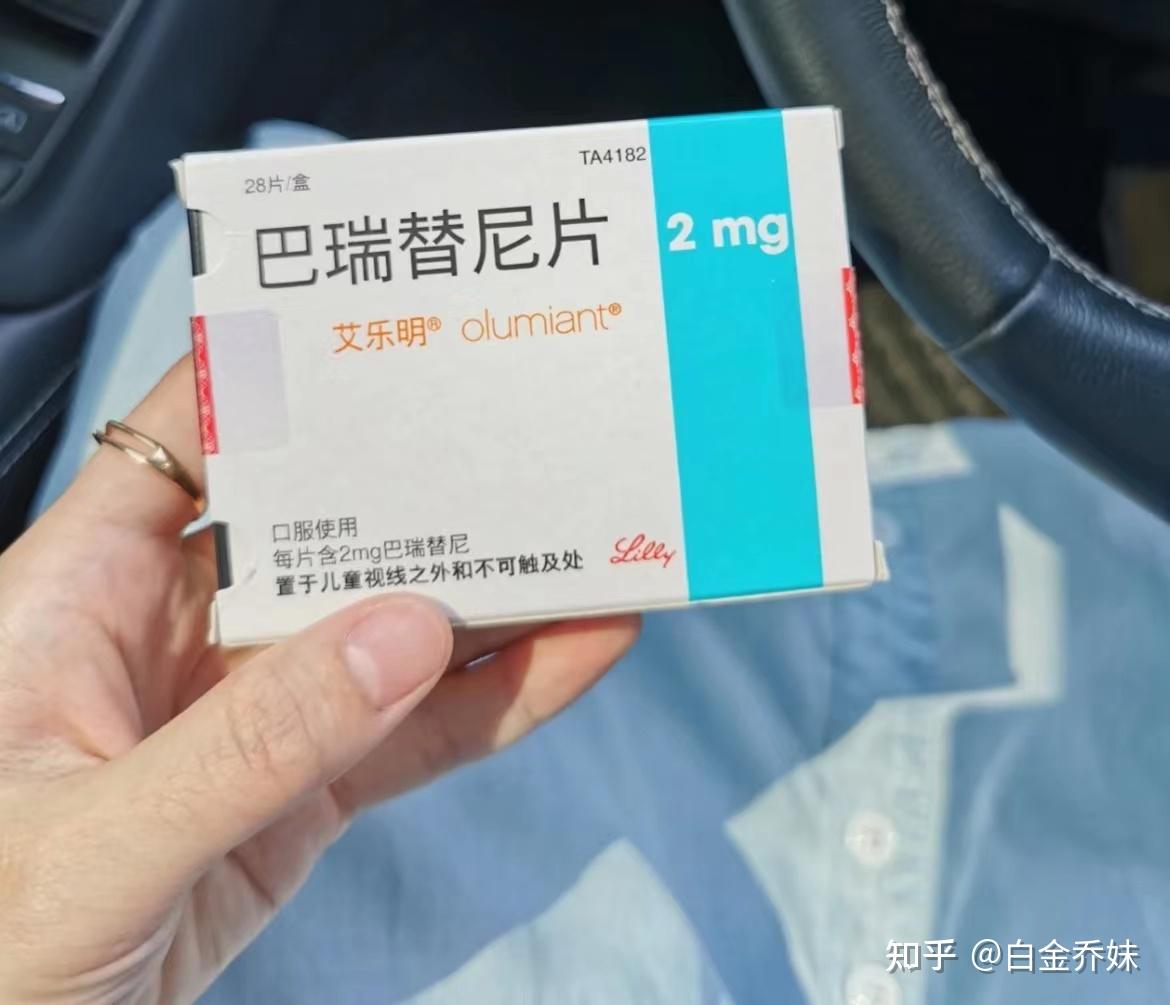 TA4182
28片/盒
巴瑞替尼片
2 mg
艾乐明® olumiant®
口服使用
每片含2mg巴瑞替尼
置于儿童视线之外和不可触及处
Lilly
知乎 @白金乔妹